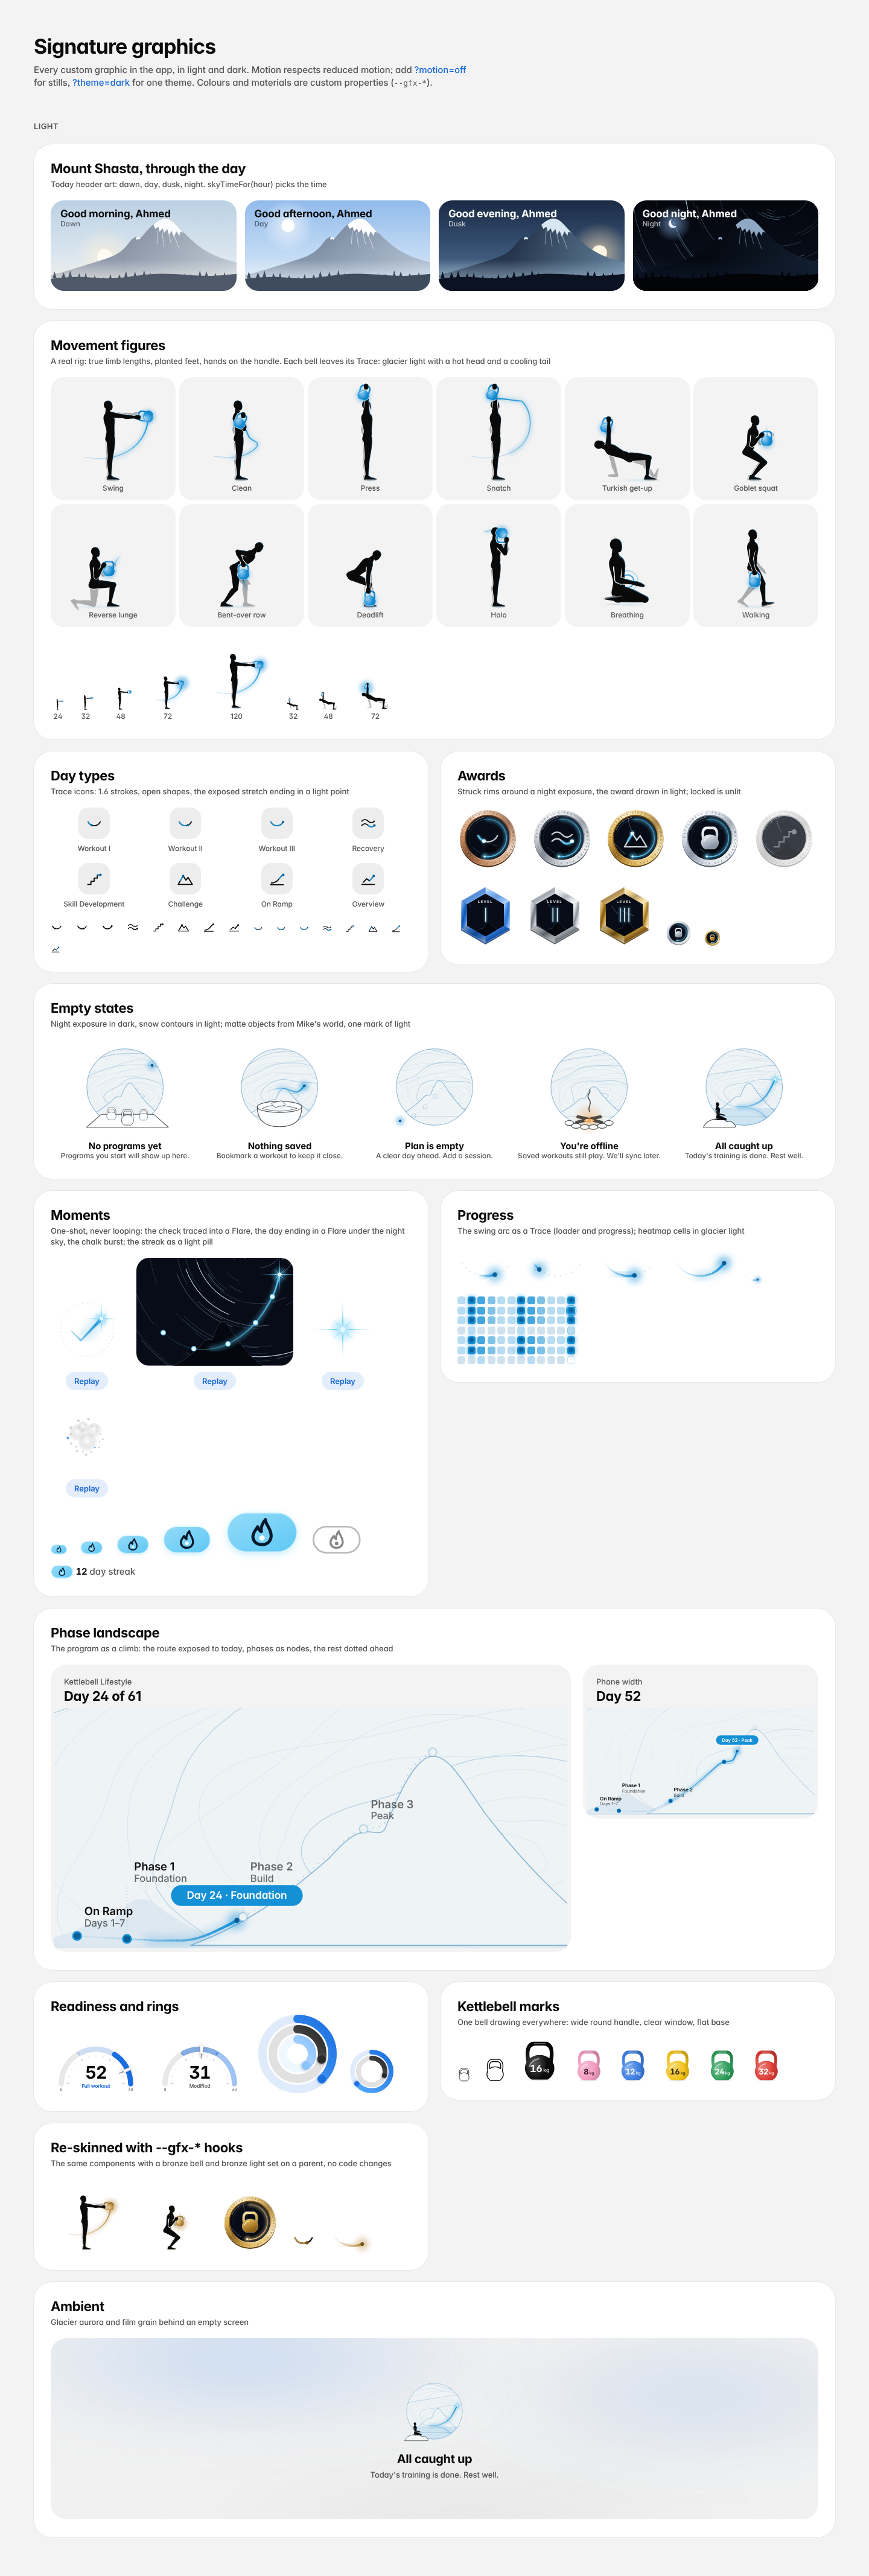 Signature graphics
Every custom graphic in the app, in light and dark. Motion respects reduced motion; add ?motion=off
for stills, ?theme=dark for one theme. Colours and materials are custom properties (--gfx-*).
LIGHT
Mount Shasta, through the day
Today header art: dawn, day, dusk, night. skyTimeFor(hour) picks the time
Good morning, Ahmed
Dawn
Good afternoon, Ahmed
Day
Good evening, Ahmed
Dusk
Good night, Ahmed
Night
Movement figures
A real rig: true limb lengths, planted feet, hands on the handle. Each bell leaves its Trace: glacier light with a hot head and a cooling tail
Swing
Clean
Press
Snatch
Turkish get-up
Goblet squat
Reverse lunge
Bent-over row
Deadlift
Halo
Breathing
Walking
24
32
48
72
120
32
48
72
Day types
Trace icons: 1.6 strokes, open shapes, the exposed stretch ending in a light point
Workout I
Workout II
Workout III
Recovery
Skill Development
Challenge
On Ramp
Overview
Awards
Struck rims around a night exposure, the award drawn in light; locked is unlit
LEVEL
I
LEVEL
II
LEVEL
III
Empty states
Night exposure in dark, snow contours in light; matte objects from Mike's world, one mark of light
No programs yet
Programs you start will show up here.
Nothing saved
Bookmark a workout to keep it close.
Plan is empty
A clear day ahead. Add a session.
You're offline
Saved workouts still play. We'll sync later.
All caught up
Today's training is done. Rest well.
Moments
One-shot, never looping: the check traced into a Flare, the day ending in a Flare under the night
sky, the chalk burst; the streak as a light pill
Replay
Replay
Replay
Replay
12 day streak
Progress
The swing arc as a Trace (loader and progress); heatmap cells in glacier light
Phase landscape
The program as a climb: the route exposed to today, phases as nodes, the rest dotted ahead
Kettlebell Lifestyle
Day 24 of 61
Phase 3
Peak
Phase 1
Foundation
Phase 2
Build
Day 24 · Foundation
On Ramp
Days 1–7
Phone width
Day 52
Day 52 · Peak
Phase 1
Foundation
Phase 2
Build
On Ramp
Days 1–7
Readiness and rings
52
Full workout
31
Modified
Kettlebell marks
One bell drawing everywhere: wide round handle, clear window, flat base
16kg
8kg
12kg
16kg
24kg
32kg
Re-skinned with --gfx-* hooks
The same components with a bronze bell and bronze light set on a parent, no code changes
Ambient
Glacier aurora and film grain behind an empty screen
All caught up
Today's training is done. Rest well.